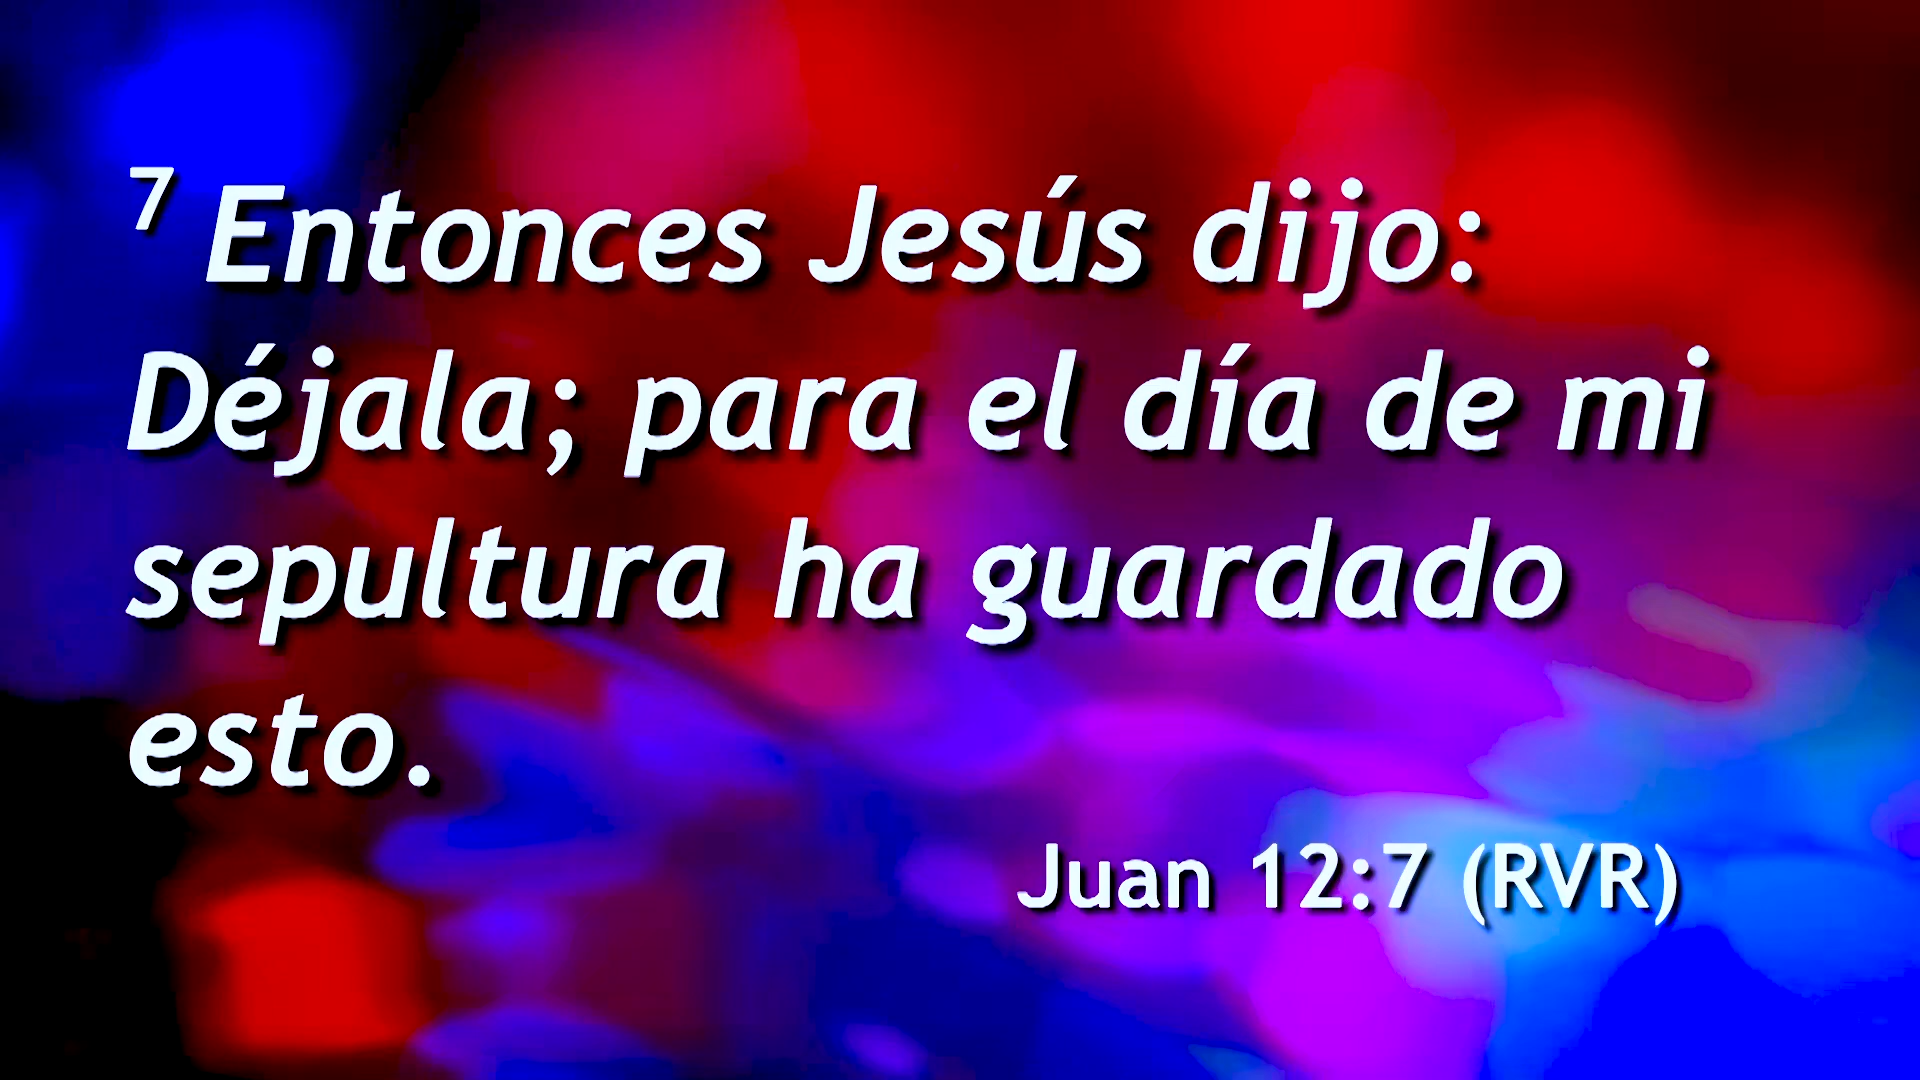 7 Entonces Jesús dijo:
Déjala; para el día de mi
sepultura ha guardado
esto.
Juan 12:7 (RVR)